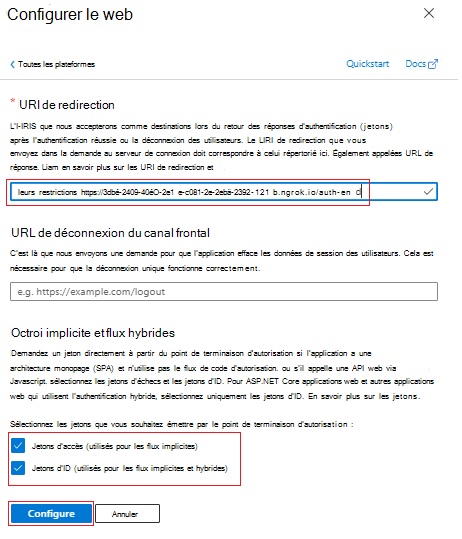 Configurer le web
Toutes les plateformes
Quickstart
Docs
* URI de redirection
L'I-IRIS que nous accepterons comme destinations lors du retour des réponses d'authentification (jetons)
après l'authentification réussie ou la déconnexion des utilisateurs. Le LIRI de redirection que vous
envoyez dans la demande au serveur de connexion doit correspondre à celui répertorié ici. Également appelées URL de
réponse. Liam en savoir plus sur les URI de redirection et
leurs restrictions https://3dbé-2409-40éO-2e1 e-c081-2e-2ebä-2392-121 b.ngrok.io/auth-en d
URL de déconnexion du canal frontal
C'est là que nous envoyons une demande pour que l'application efface les données de session des utilisateurs. Cela est
nécessaire pour que la déconnexion unique fonctionne correctement.
e.g. https://example.com/logout
Octroi implicite et flux hybrides
Demandez un jeton directement à partir du point de terminaison d'autorisation si l'application a une
architecture monopage (SPA) et n'utilise pas le flux de code d'autorisation. ou s'il appelle une API web via
Javascript. sélectionnez les jetons d'échecs et les jetons d'ID. Pour ASP.NET Core applications web et autres applications
web qui utilisent l'authentification hybride, sélectionnez uniquement les jetons d'ID. En savoir plus sur les jetons.
Sélectionnez les jetons que vous souhaitez émettre par le point de terminaison d'autorisation :
Jetons d'accès (utilisés pour les flux implicites)
Jetons d'ID (utilisés pour les flux implicites et hybrides)
Configure
Annuler